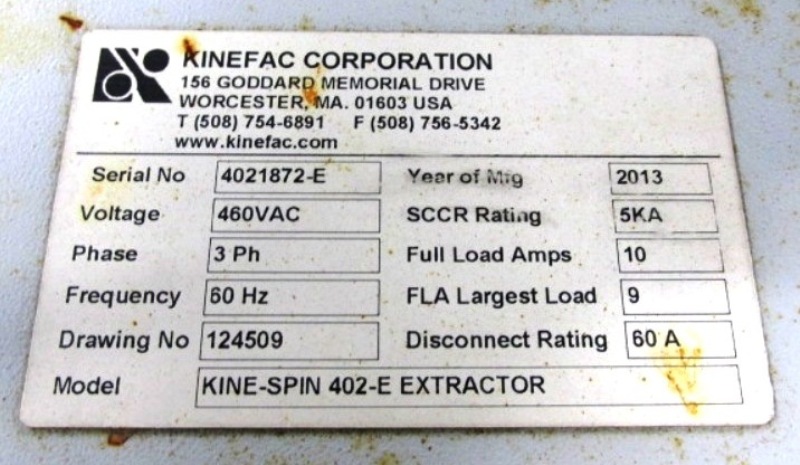 KINEFAC CORPORATION
156 GODDARD MEMORIAL DRIVE
WORCESTER, MA. 01603 USA
T (508) 754-6891 F (508) 756-5342
www.kinefac.com
Serial No 4021872-E Year of Mfg 2013
Voltage 460VAC SCCR Rating 5KA
Phase 3 Ph Full Load Amps 10
Frequency 60 Hz FLA Largest Load 9
Drawing No 124509 Disconnect Rating 60 A
Model KINE-SPIN 402-E EXTRACTOR